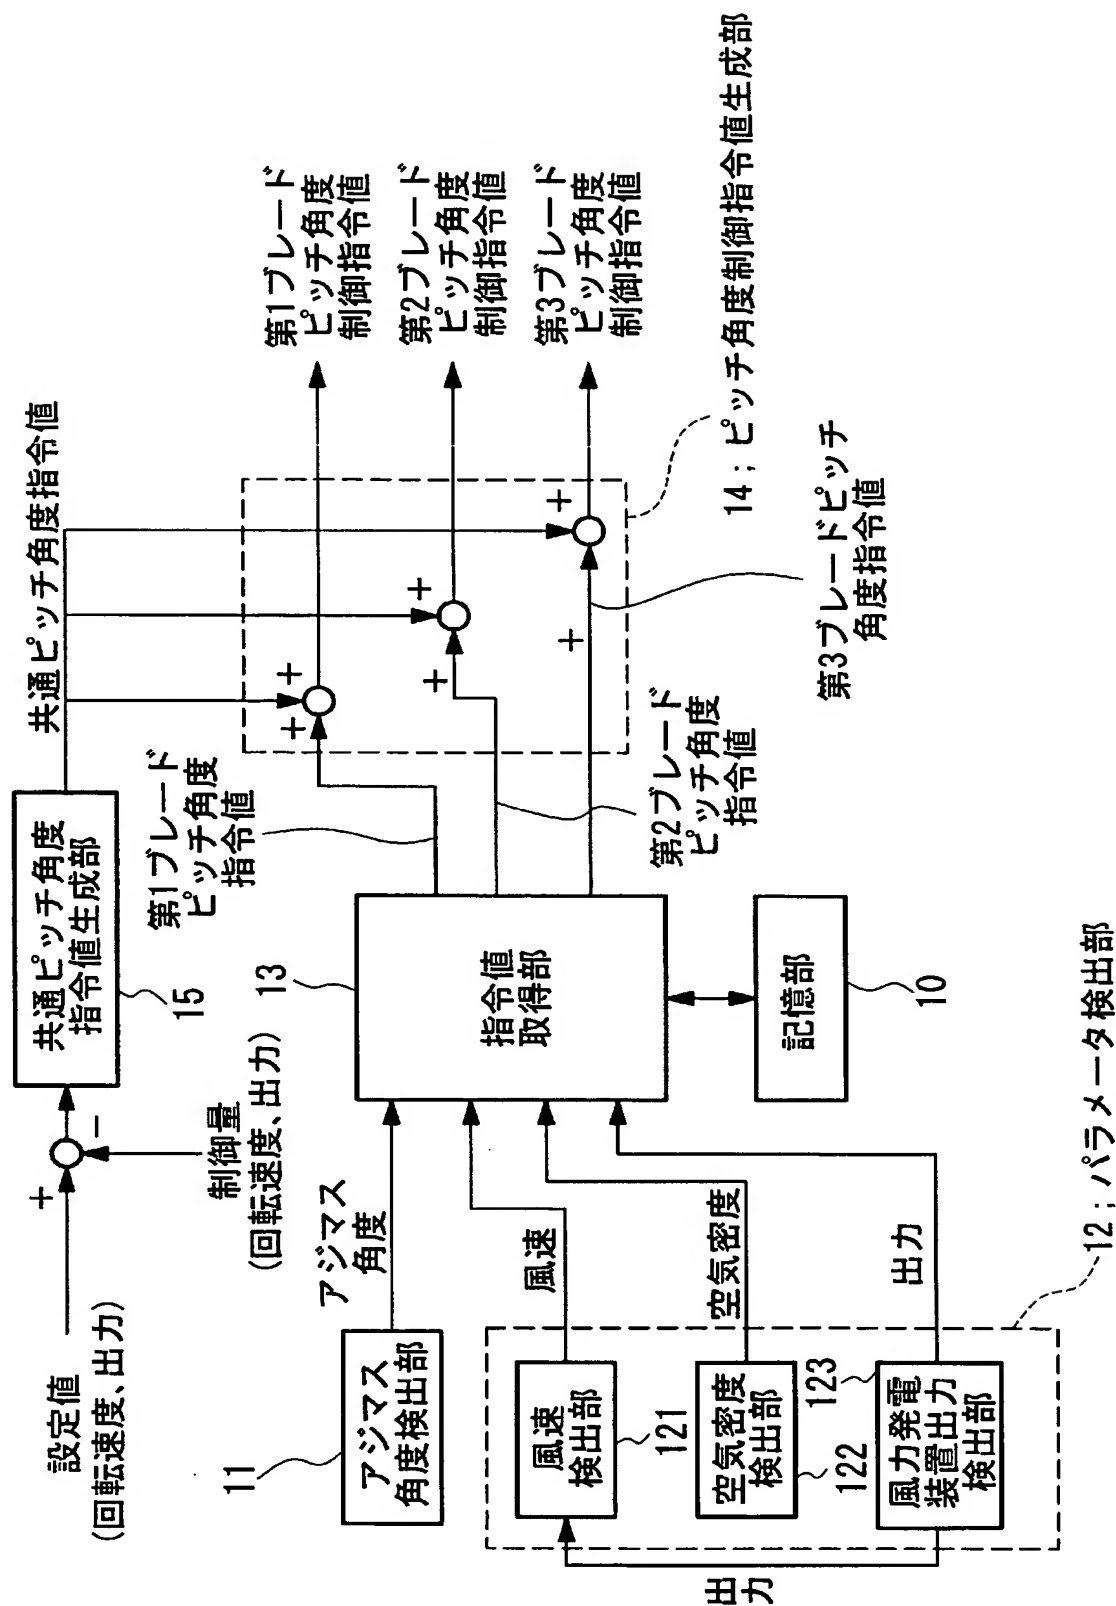 設定値
(回転速度、出力)
+
-
制御量
(回転速度、出力)
共通ピッチ角度
指令値生成部
15
共通ピッチ角度指令値
11
アジマス
角度検出部
アジマス
角度
13
指令値
取得部
第1ブレード
ピッチ角度
指令値
第2ブレード
ピッチ角度
指令値
第3ブレードピッチ
角度指令値
+
+
+
+
+
+
第1ブレード
ピッチ角度
制御指令値
第2ブレード
ピッチ角度
制御指令値
第3ブレード
ピッチ角度
制御指令値
14;ピッチ角度制御指令値生成部
記憶部
10
風速
検出部
121
風速
空気密度
検出部
122
空気密度
風力発電
装置出力
検出部
123
出力
出力
12;パラメータ検出部